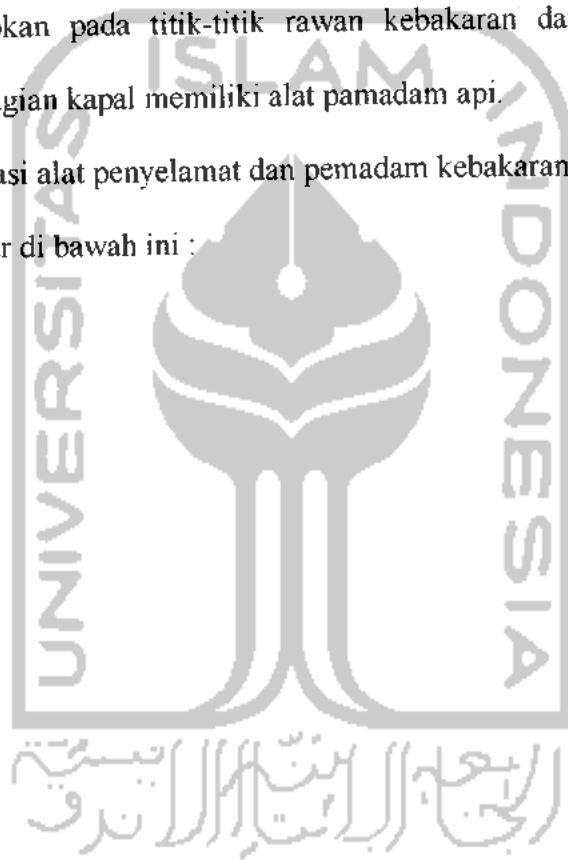 okan pada titik-titik rawan kebakaran da
agian kapal memiliki alat pamadam api.
asi alat penyelamat dan pemadam kebakaran
r di bawah ini :
UNIVERSITAS
ISLAM
INDONESIA